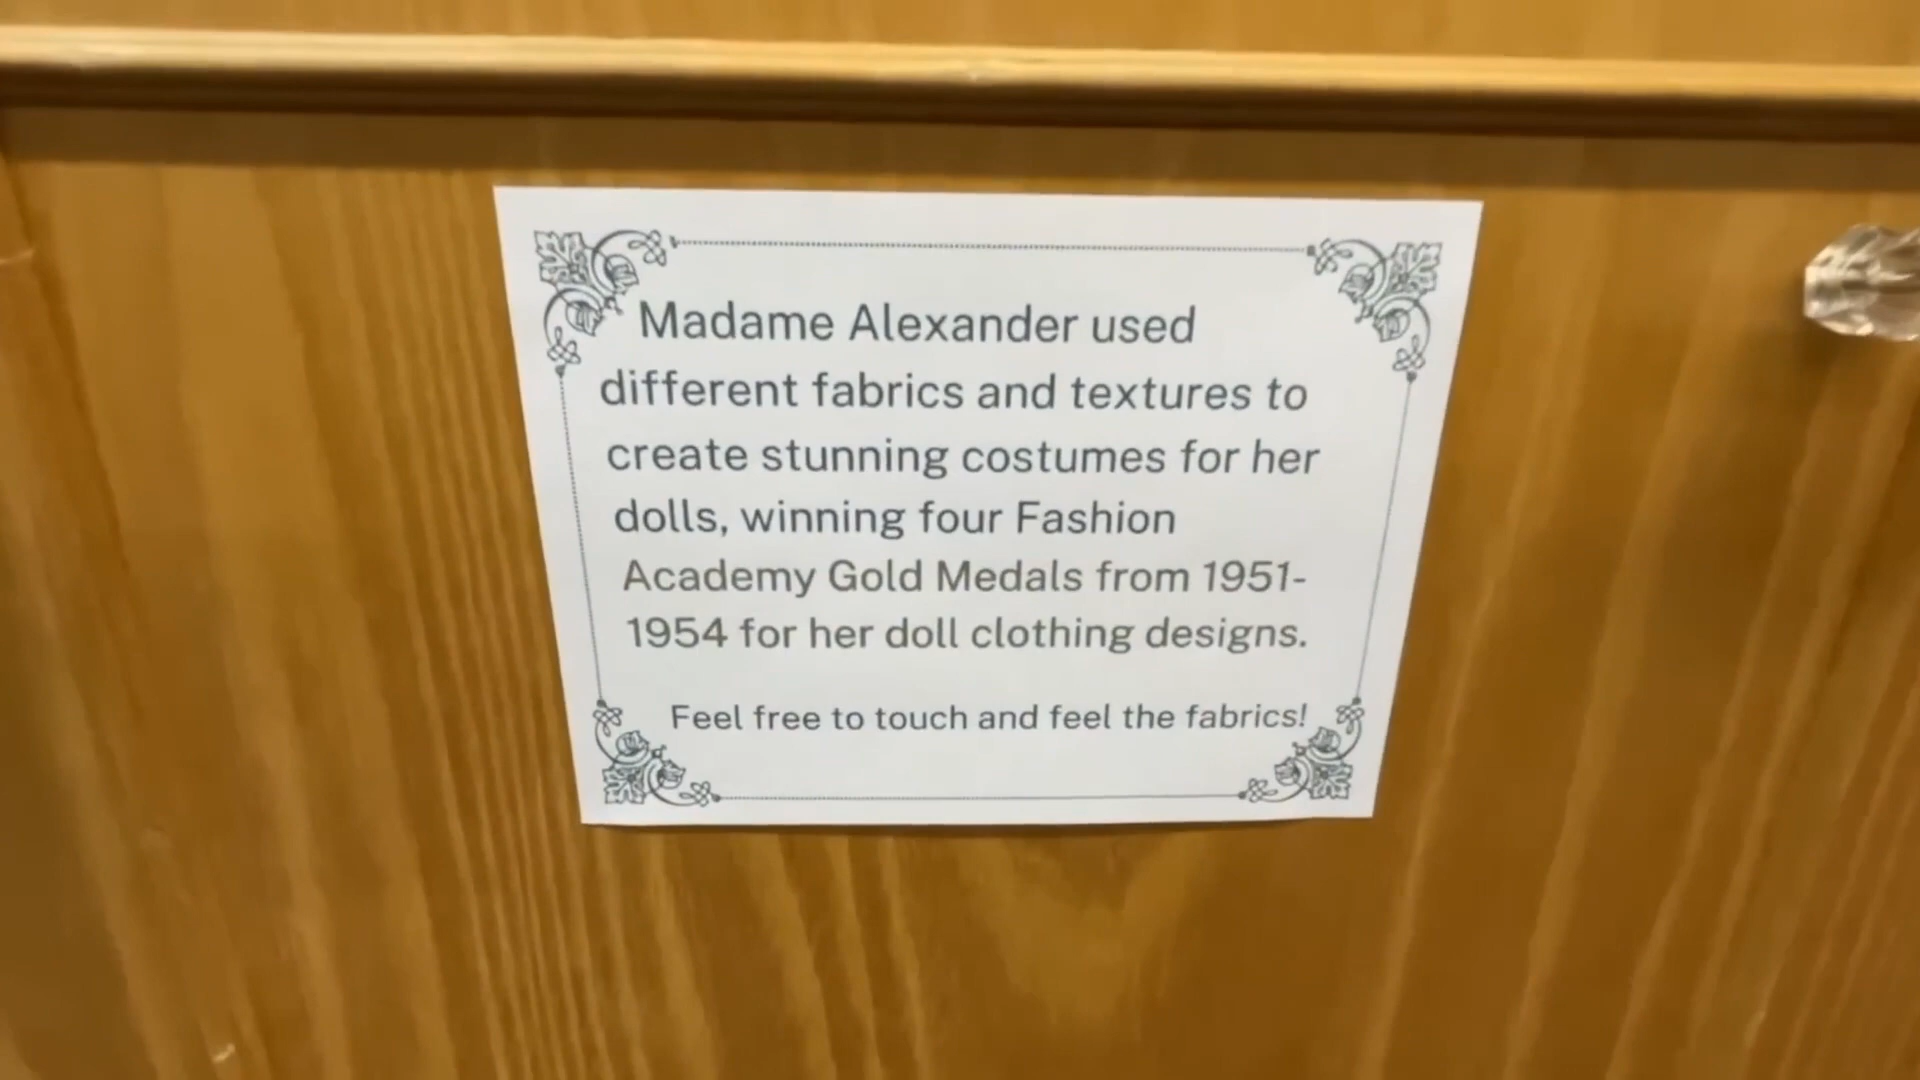 Madame Alexander used
different fabrics and textures to
create stunning costumes for her
dolls, winning four Fashion
Academy Gold Medals from 1951-
1954 for her doll clothing designs.
Feel free to touch and feel the fabrics!